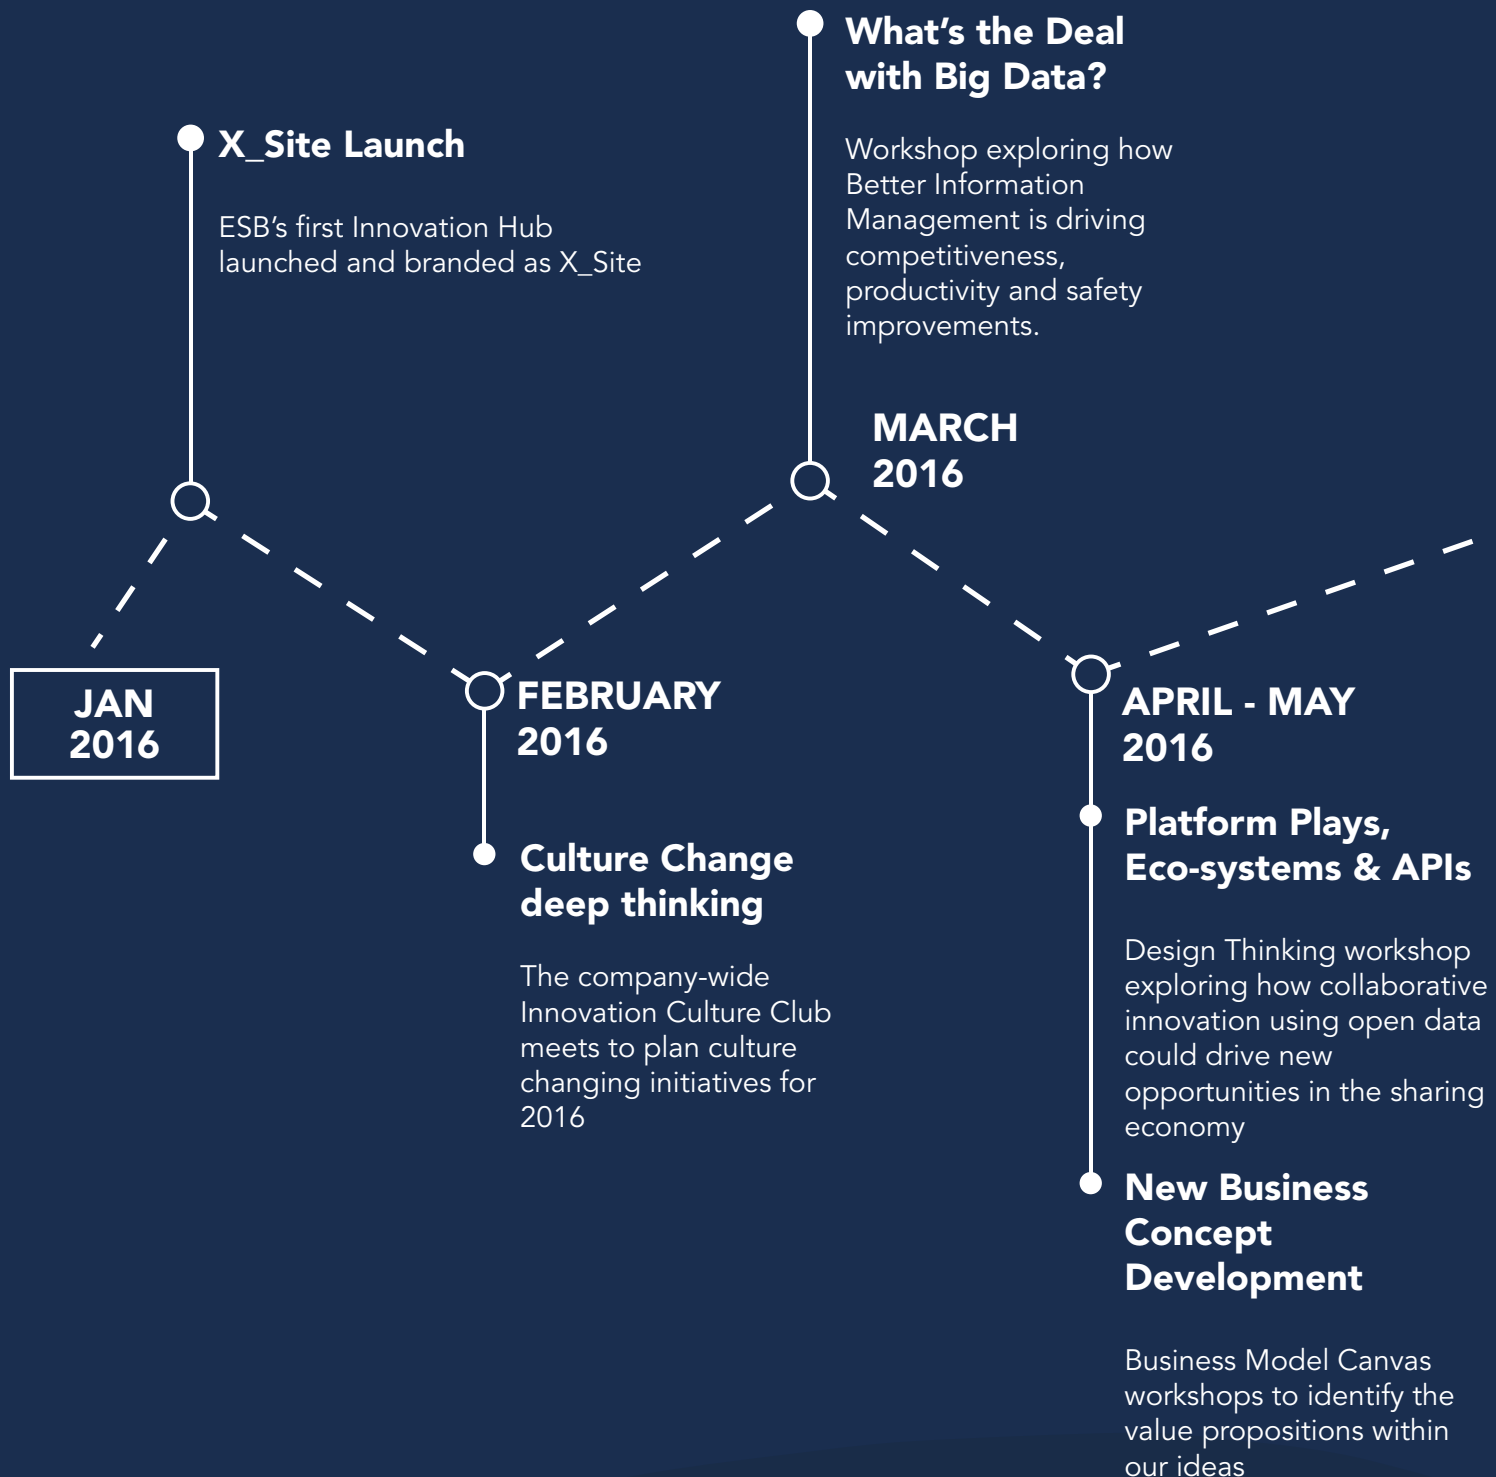 X_Site Launch
ESB’s first Innovation Hub
launched and branded as X_Site
JAN
2016
FEBRUARY
2016
Culture Change
deep thinking
The company-wide
Innovation Culture Club
meets to plan culture
changing initiatives for
2016
What’s the Deal
with Big Data?
Workshop exploring how
Better Information
Management is driving
competitiveness,
productivity and safety
improvements.
MARCH
2016
APRIL - MAY
2016
Platform Plays,
Eco-systems & APIs
Design Thinking workshop
exploring how collaborative
innovation using open data
could drive new
opportunities in the sharing
economy
New Business
Concept
Development
Business Model Canvas
workshops to identify the
value propositions within
our ideas